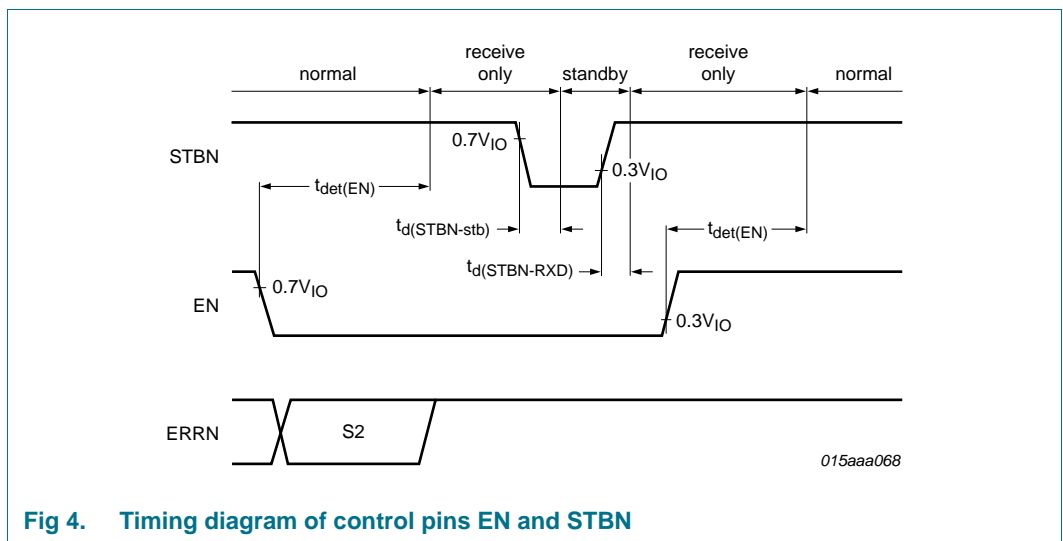 receive
only
receive
only
normal
standby
normal
STBN
0.7VIO
0.3VIO
tdet(EN)
td(STBN-stb)
tdet(EN)
td(STBN-RXD)
EN
0.7VIO
0.3VIO
ERRN
S2
015aaa068
Fig 4. Timing diagram of control pins EN and STBN